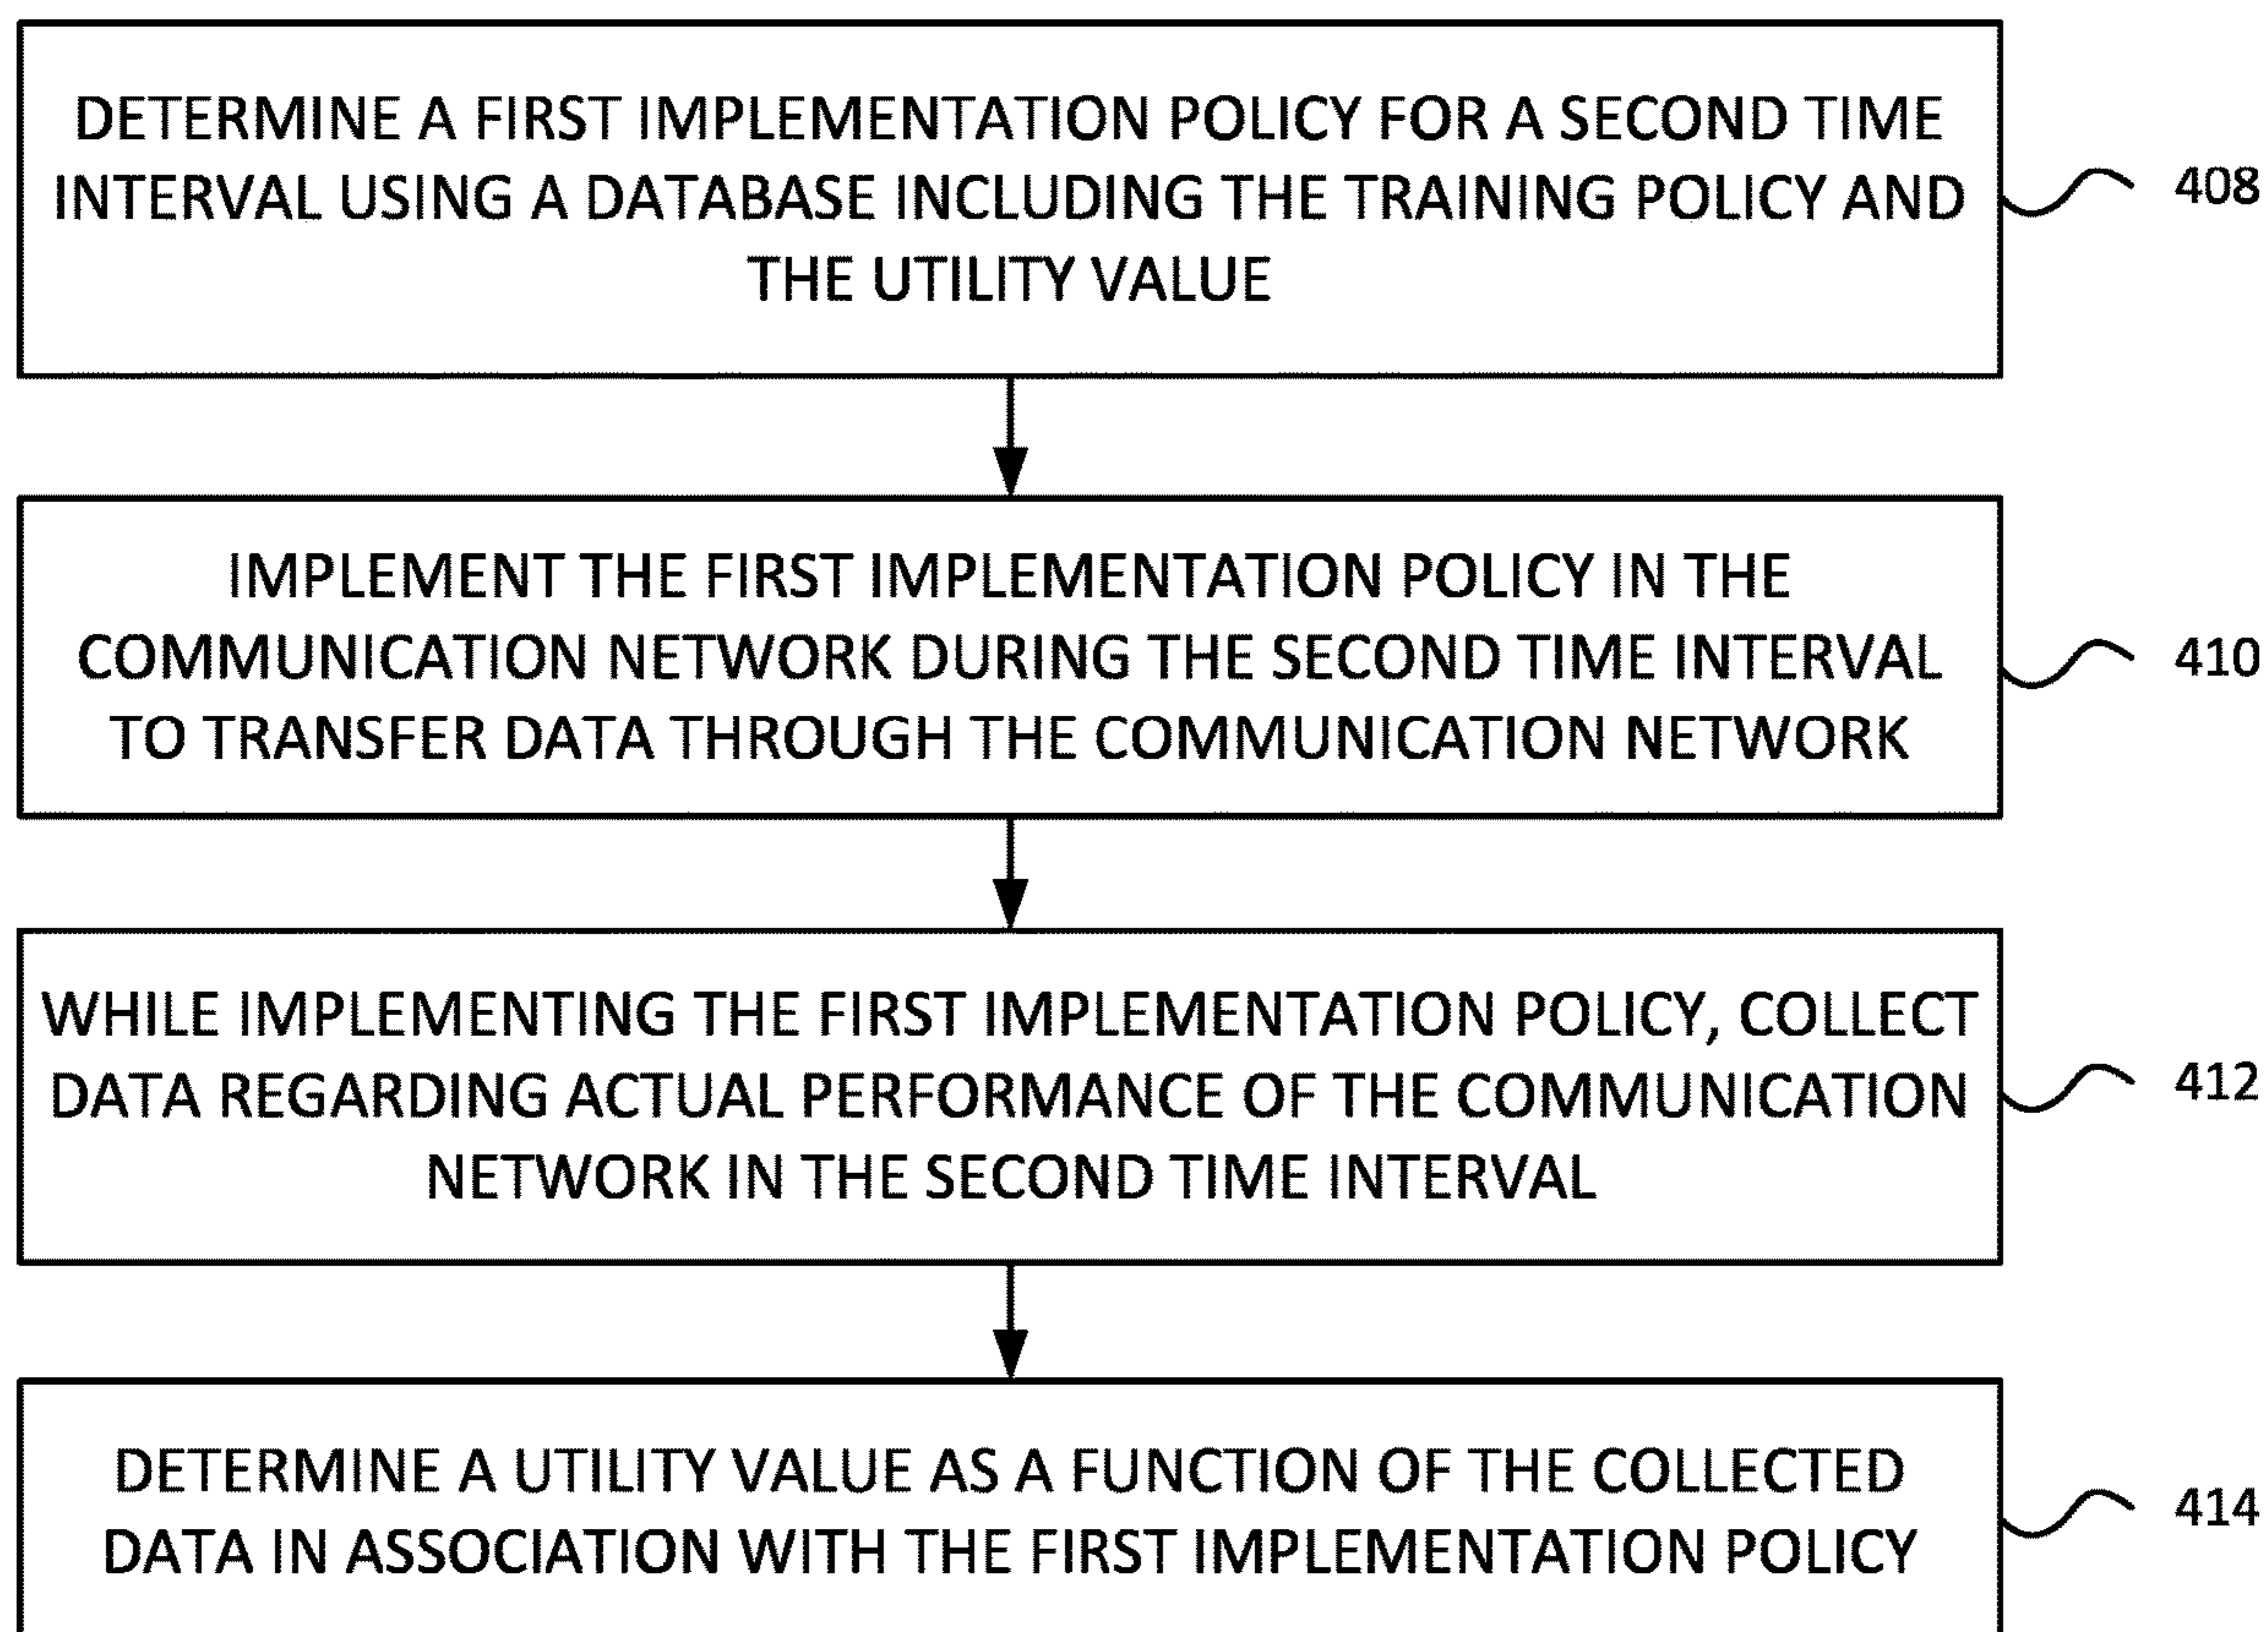 DETERMINE A FIRST IMPLEMENTATION POLICY FOR A SECOND TIME
INTERVAL USING A DATABASE INCLUDING THE TRAINING POLICY AND
THE UTILITY VALUE
408
IMPLEMENT THE FIRST IMPLEMENTATION POLICY IN THE
COMMUNICATION NETWORK DURING THE SECOND TIME INTERVAL
TO TRANSFER DATA THROUGH THE COMMUNICATION NETWORK
410
WHILE IMPLEMENTING THE FIRST IMPLEMENTATION POLICY, COLLECT
DATA REGARDING ACTUAL PERFORMANCE OF THE COMMUNICATION
NETWORK IN THE SECOND TIME INTERVAL
412
DETERMINE A UTILITY VALUE AS A FUNCTION OF THE COLLECTED
DATA IN ASSOCIATION WITH THE FIRST IMPLEMENTATION POLICY
414